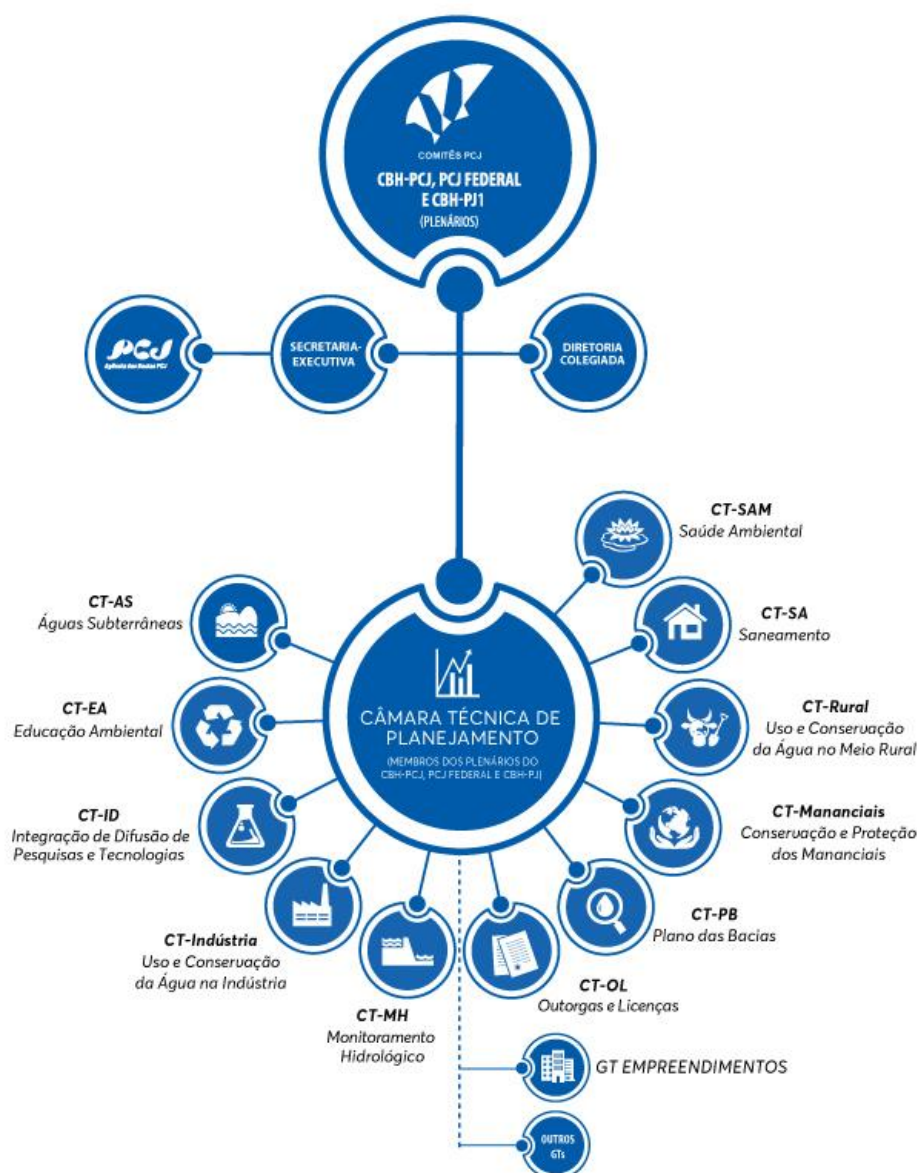 COMITÊS PCJ
CBH-PCJ, PCJ FEDERAL
E CBH-PJ1
(PLENÁRIOS)
PCJ
Agência das Bacias PCJ
SECRETARIA-
EXECUTIVA
DIRETORIA
COLEGIADA
CT-SAM
Saúde Ambiental
CT-AS
Águas Subterrâneas
CT-SA
Saneamento
CT-EA
Educação Ambiental
CÂMARA TÉCNICA DE
PLANEJAMENTO
(MEMBROS DOS PLENÁRIOS DO
CBH-PCJ, PCJ FEDERAL E CBH-PJ)
CT-Rural
Uso e Conservação
da Água no Meio Rural
CT-ID
Integração de Difusão de
Pesquisas e Tecnologias
CT-Mananciais
Conservação e Proteção
dos Mananciais
CT-Indústria
Uso e Conservação
da Água na Indústria
CT-PB
Plano das Bacias
CT-MH
Monitoramento
Hidrológico
CT-OL
Outorgas e Licenças
GT EMPREENDIMENTOS
OUTROS
GTs